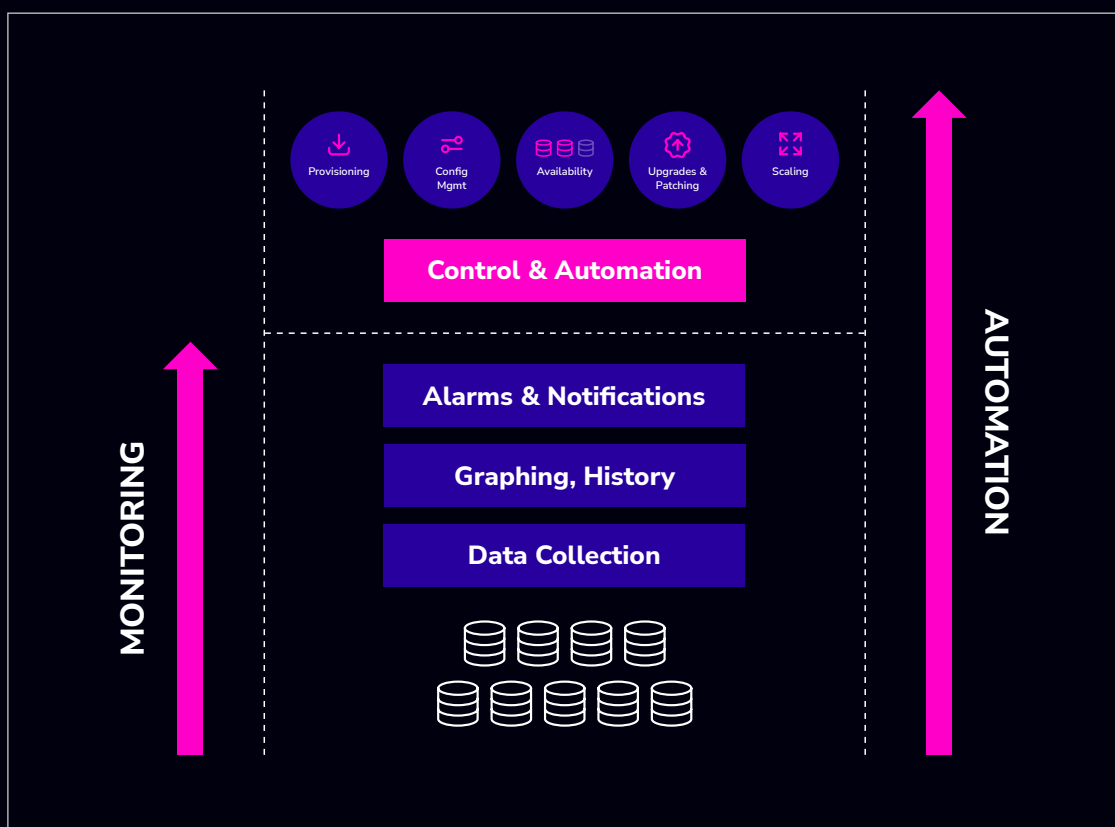 Provisioning
Config
Mgmt
Availability
Upgrades &
Patching
Scaling
Control & Automation
Alarms & Notifications
Graphing, History
Data Collection
MONITORING
AUTOMATION